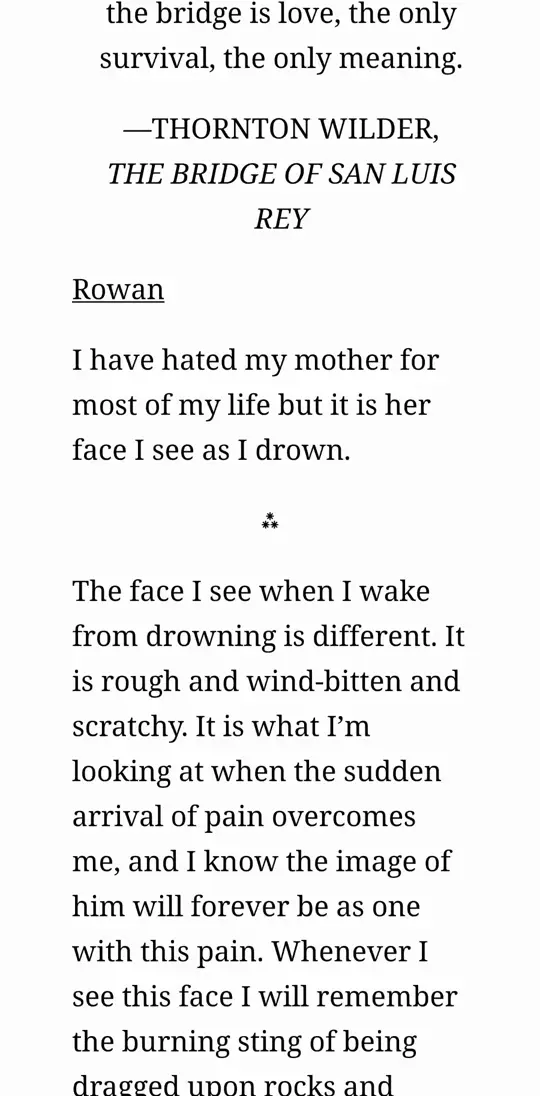 the bridge is love, the only
survival, the only meaning.
—THORNTON WILDER,
THE BRIDGE OF SAN LUIS
REY
Rowan
I have hated my mother for
most of my life but it is her
face I see as I drown.
⁂
The face I see when I wake
from drowning is different. It
is rough and wind-bitten and
scratchy. It is what I’m
looking at when the sudden
arrival of pain overcomes
me, and I know the image of
him will forever be as one
with this pain. Whenever I
see this face I will remember
the burning sting of being
dragged upon rocks and